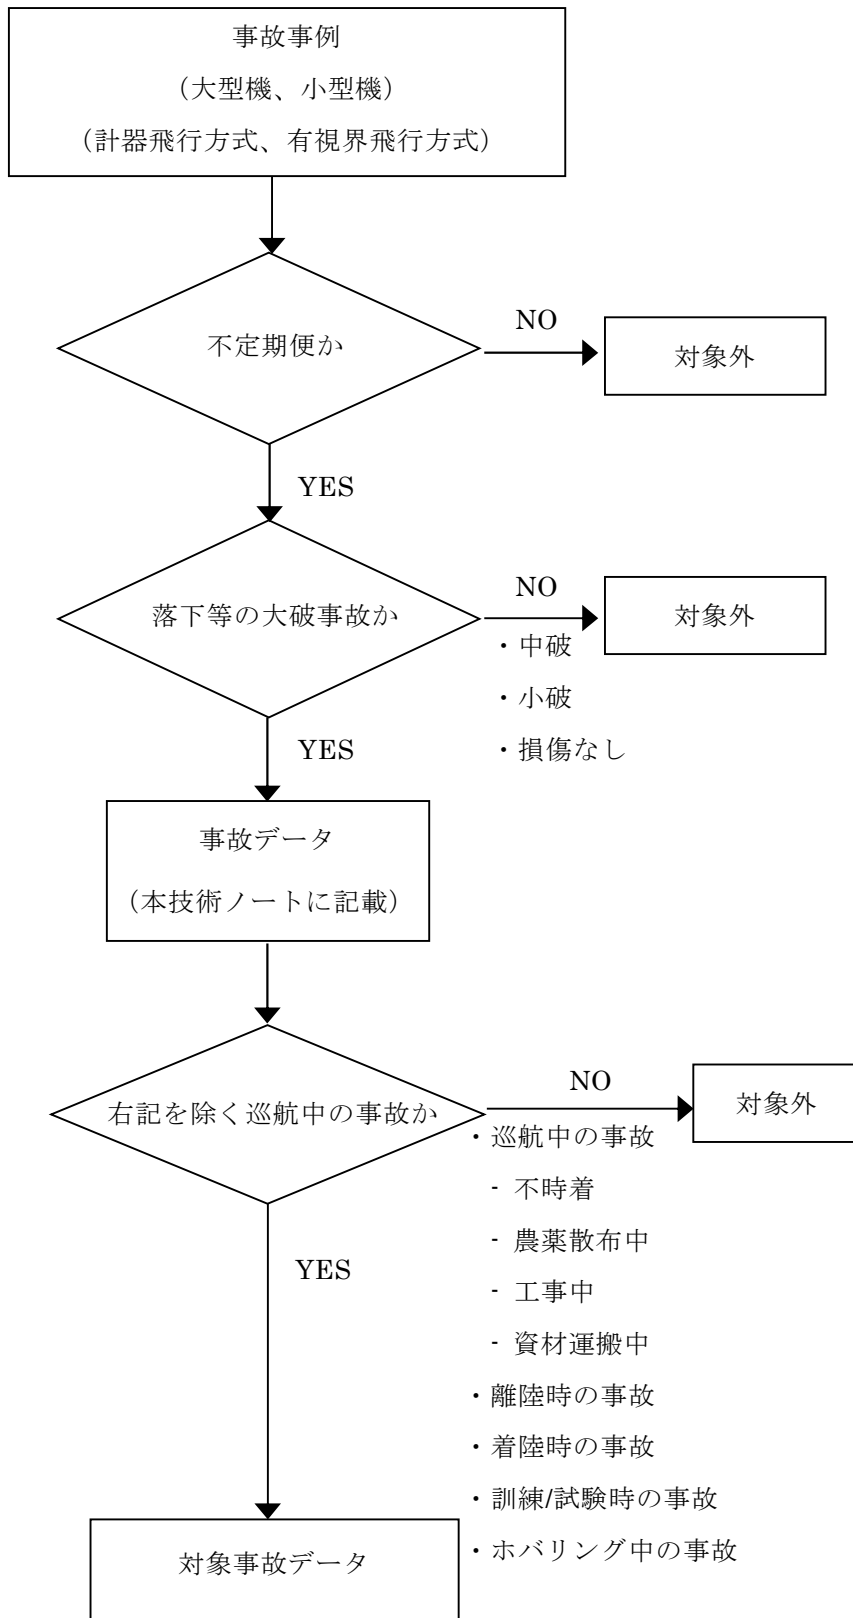 事故事例
（大型機、小型機）
（計器飛行方式、有視界飛行方式）
不定期便か
NO
対象外
YES
落下等の大破事故か
NO
対象外
・中破
・小破
・損傷なし
YES
事故データ
（本技術ノートに記載）
右記を除く巡航中の事故か
NO
対象外
・巡航中の事故
- 不時着
- 農薬散布中
- 工事中
- 資材運搬中
・離陸時の事故
・着陸時の事故
・訓練/試験時の事故
・ホバリング中の事故
YES
対象事故データ